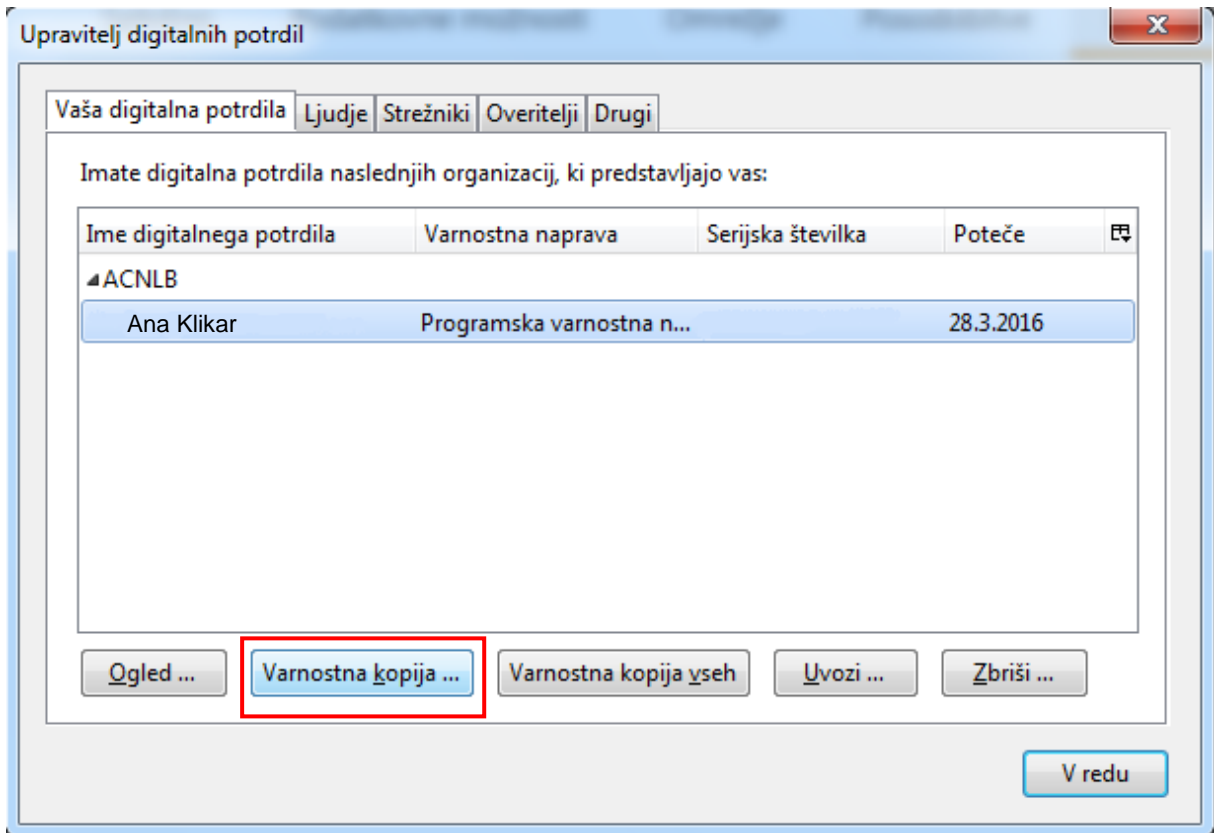 Upravitelj digitalnih potrdil
Vaša digitalna potrdila Ljudje Strežniki Overitelji Drugi
Imate digitalna potrdila naslednjih organizacij, ki predstavljajo vas:
Ime digitalnega potrdila Varnostna naprava Serijska številka Poteče
ACNLB
Ana Klikar Programska varnostna n... 28.3.2016
Ogled ... Varnostna kopija ... Varnostna kopija vseh Uvozi ... Zbriši ...
V redu